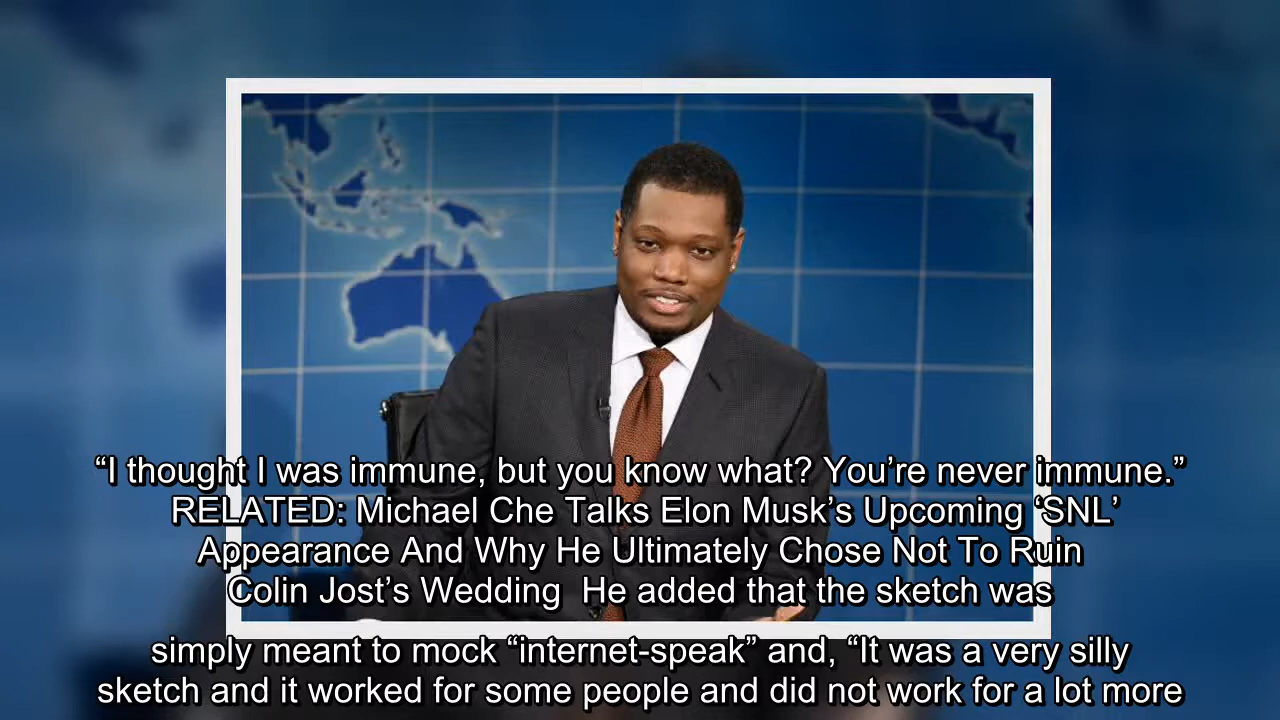 “I thought I was immune, but you know what? You’re never immune.”
RELATED: Michael Che Talks Elon Musk’s Upcoming ‘SNL’
Appearance And Why He Ultimately Chose Not To Ruin
Colin Jost’s Wedding  He added that the sketch was
simply meant to mock “internet-speak” and, “It was a very silly
sketch and it worked for some people and did not work for a lot more